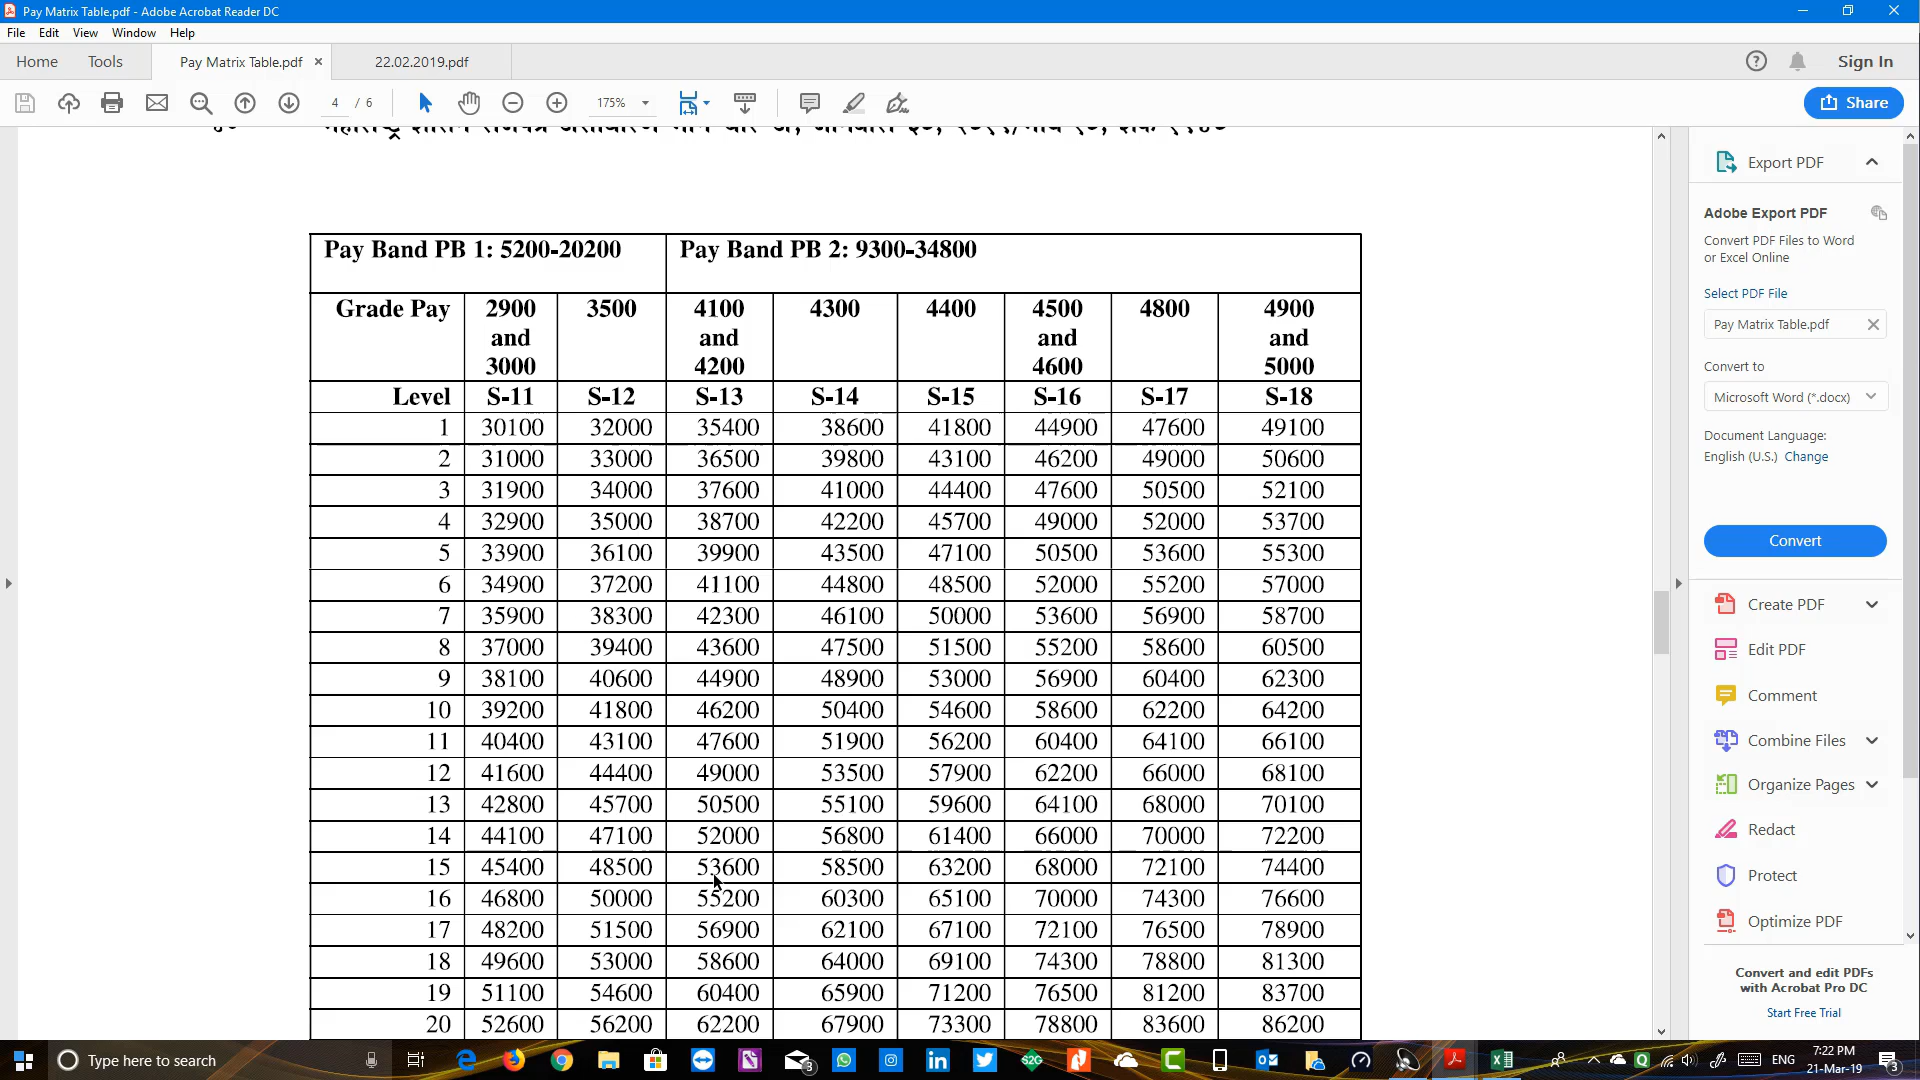 Pay Matrix Table.pdf - Adobe Acrobat Reader DC
File Edit View Window Help
Home Tools Pay Matrix Table.pdf × 22.02.2019.pdf Sign In
4 / 6 175% Share
Pay Band PB 1: 5200-20200 Pay Band PB 2: 9300-34800
Grade Pay 2900 and 3000 3500 4100 and 4200 4300 4400 4500 and 4600 4800 4900 and 5000
Level S-11 S-12 S-13 S-14 S-15 S-16 S-17 S-18
1 30100 32000 35400 38600 41800 44900 47600 49100
2 31000 33000 36500 39800 43100 46200 49000 50600
3 31900 34000 37600 41000 44400 47600 50500 52100
4 32900 35000 38700 42200 45700 49000 52000 53700
5 33900 36100 39900 43500 47100 50500 53600 55300
6 34900 37200 41100 44800 48500 52000 55200 57000
7 35900 38300 42300 46100 50000 53600 56900 58700
8 37000 39400 43600 47500 51500 55200 58600 60500
9 38100 40600 44900 48900 53000 56900 60400 62300
10 39200 41800 46200 50400 54600 58600 62200 64200
11 40400 43100 47600 51900 56200 60400 64100 66100
12 41600 44400 49000 53500 57900 62200 66000 68100
13 42800 45700 50500 55100 59600 64100 68000 70100
14 44100 47100 52000 56800 61400 66000 70000 72200
15 45400 48500 53600 58500 63200 68000 72100 74400
16 46800 50000 55200 60300 65100 70000 74300 76600
17 48200 51500 56900 62100 67100 72100 76500 78900
18 49600 53000 58600 64000 69100 74300 78800 81300
19 51100 54600 60400 65900 71200 76500 81200 83700
20 52600 56200 62200 67900 73300 78800 83600 86200
Export PDF
Adobe Export PDF
Convert PDF Files to Word
or Excel Online
Select PDF File
Pay Matrix Table.pdf
Convert to
Microsoft Word (*.docx)
Document Language:
English (U.S.) Change
Convert
Create PDF
Edit PDF
Comment
Combine Files
Organize Pages
Redact
Protect
Optimize PDF
Convert and edit PDFs
with Acrobat Pro DC
Start Free Trial
Type here to search
ENG
7:22 PM
21-Mar-19